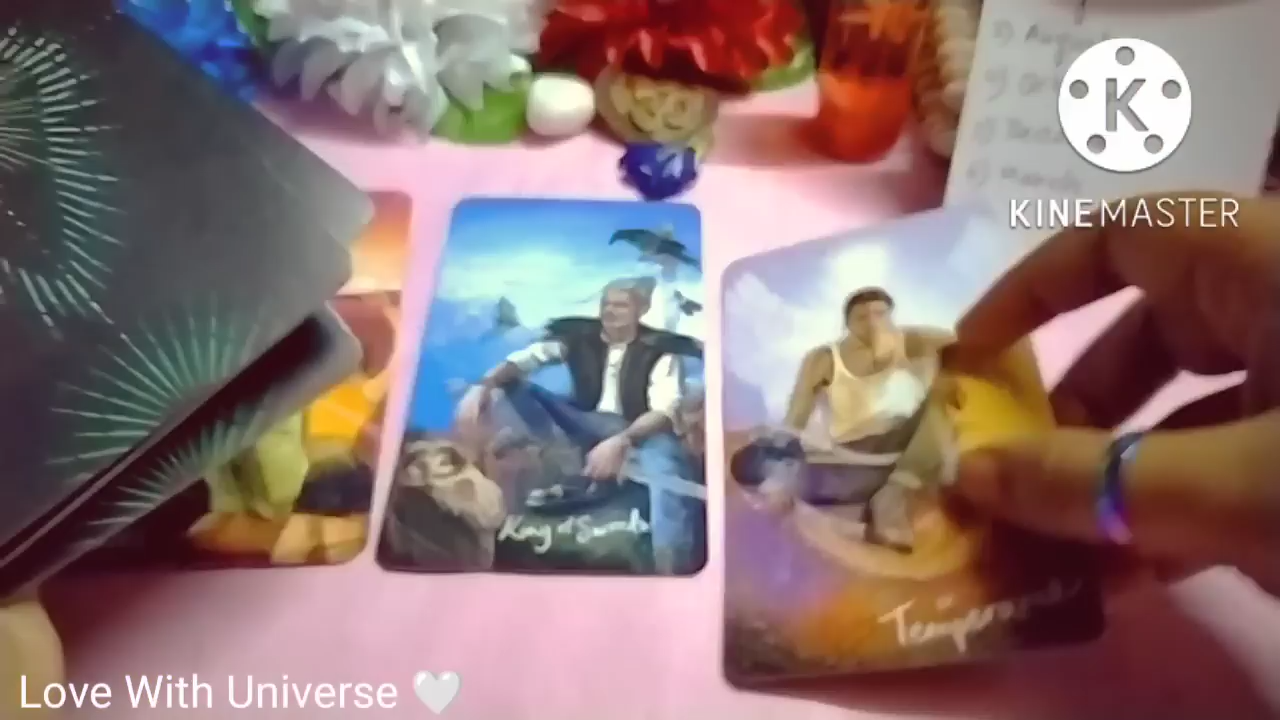 K
KINEMASTER
King of Swords
Temperance
Love With Universe 🤍